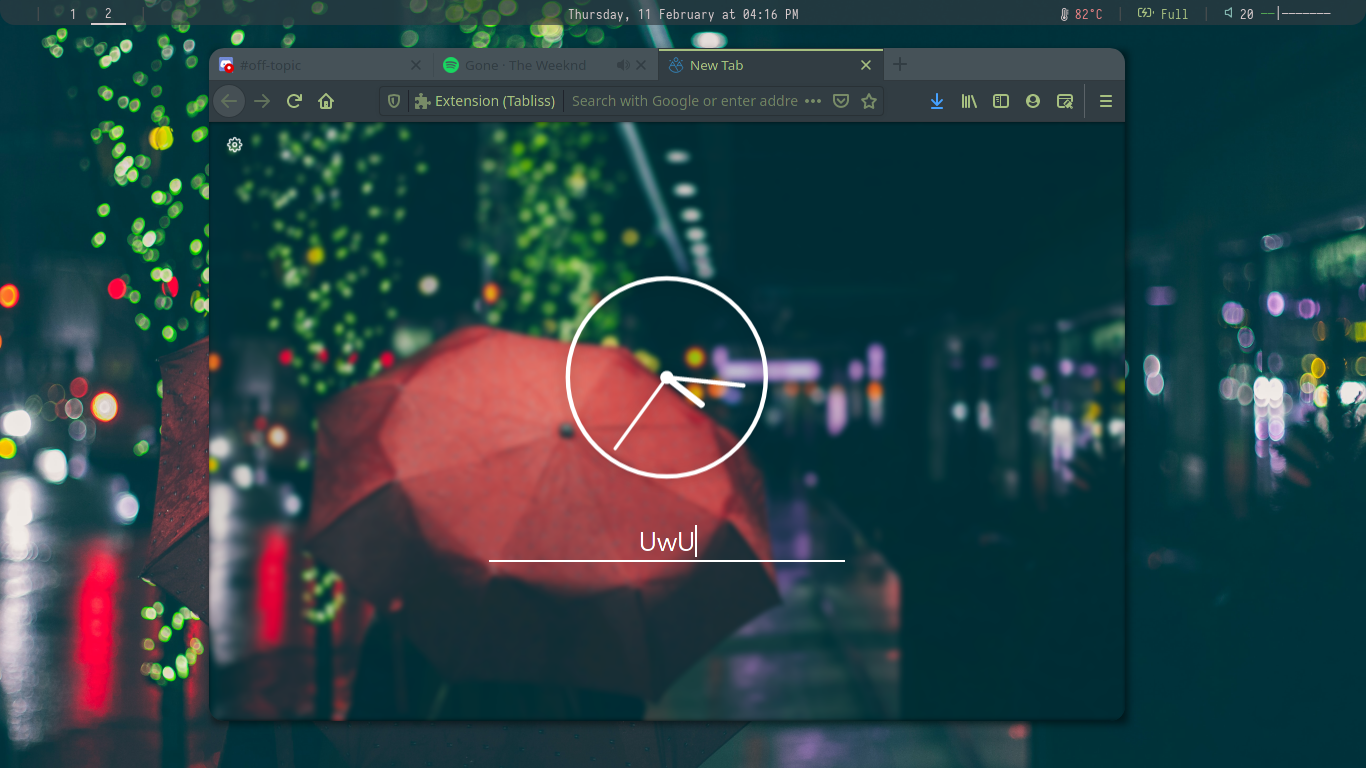 1 2 Thursday, 11 February at 04:16 PM 82°C Full 20
#off-topic Gone · The Weeknd New Tab
Extension (Tabliss) Search with Google or enter addre
UwU